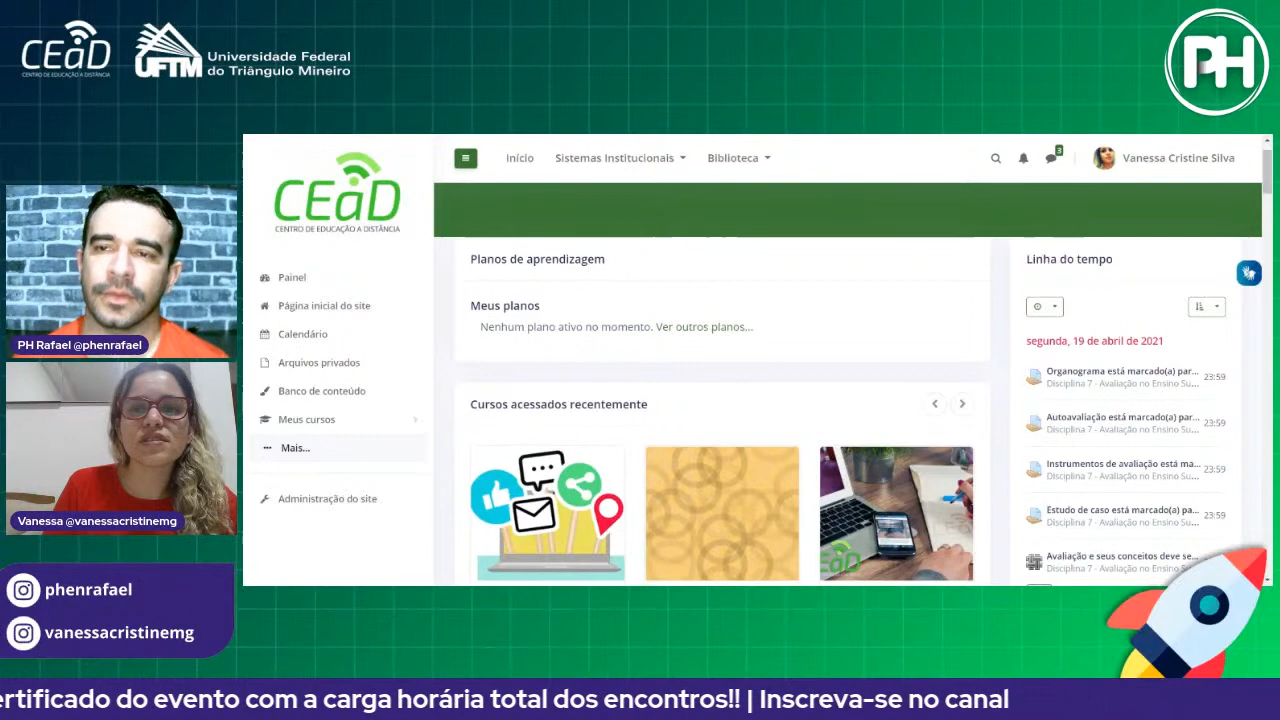 CEaD
CENTRO DE EDUCAÇÃO A DISTÂNCIA
UFTM
Universidade Federal
do Triângulo Mineiro
PH
CEaD
CENTRO DE EDUCAÇÃO A DISTÂNCIA
Início
Sistemas Institucionais
Biblioteca
3
Vanessa Cristine Silva
Painel
Página inicial do site
Calendário
Arquivos privados
Banco de conteúdo
Meus cursos
Mais...
Administração do site
Planos de aprendizagem
Meus planos
Nenhum plano ativo no momento. Ver outros planos...
Cursos acessados recentemente
CEaD
Linha do tempo
segunda, 19 de abril de 2021
Organograma está marcado(a) par...
23:59
Disciplina 7 - Avaliação no Ensino Su...
Autoavaliação está marcado(a) par...
23:59
Disciplina 7 - Avaliação no Ensino Su...
Instrumentos de avaliação está ma...
23:59
Disciplina 7 - Avaliação no Ensino Su...
Estudo de caso está marcado(a) pa...
23:59
Disciplina 7 - Avaliação no Ensino Su...
Avaliação e seus conceitos deve se...
Disciplina 7 - Avaliação no Ensino Su...
PH Rafael @phenrafael
Vanessa @vanessacristinemg
phenrafael
vanessacristinemg
ertificado do evento com a carga horária total dos encontros!! | Inscreva-se no canal